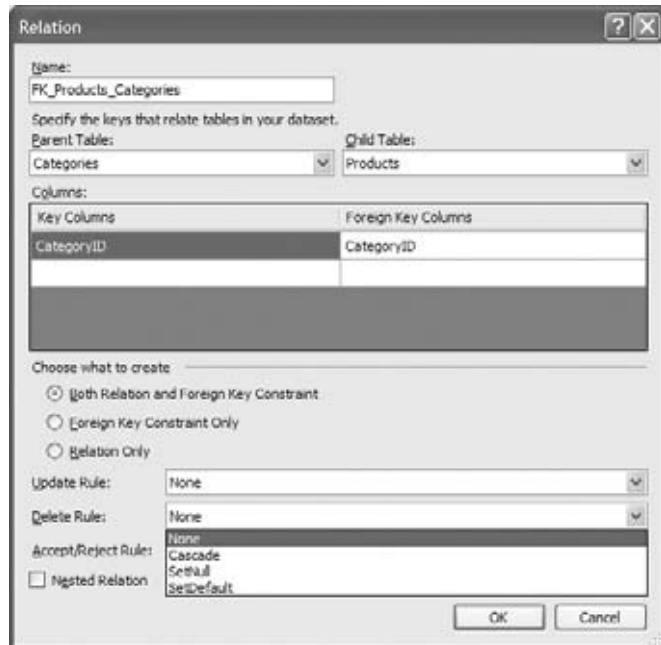 Relation
Name:
FK_Products_Categories
Specify the keys that relate tables in your dataset.
Parent Table: Child Table:
Categories Products
Columns:
Key Columns Foreign Key Columns
CategoryID CategoryID
Choose what to create
Both Relation and Foreign Key Constraint
Foreign Key Constraint Only
Relation Only
Update Rule: None
Delete Rule: None
None
Accept/Reject Rule: Cascade
SetNull
Nested Relation SetDefault
OK Cancel